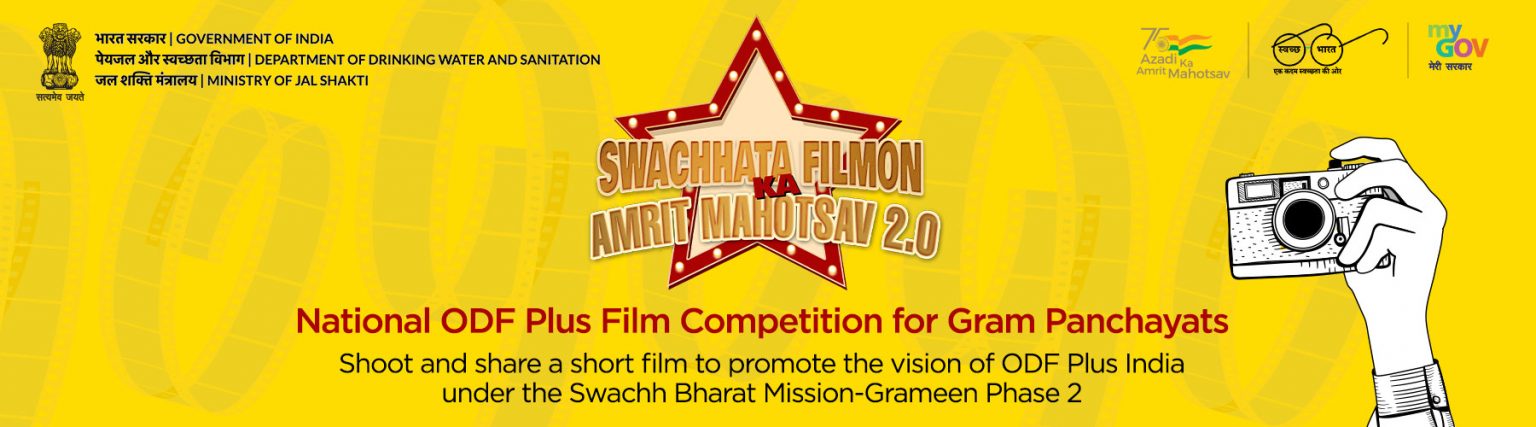 भारत सरकार | GOVERNMENT OF INDIA
पेयजल और स्वच्छता विभाग | DEPARTMENT OF DRINKING WATER AND SANITATION
जल शक्ति मंत्रालय | MINISTRY OF JAL SHAKTI
सत्यमेव जयते
75
Azadi
Ka
Amrit Mahotsav
स्वच्छ भारत
एक कदम स्वच्छता की ओर
my
GOV
मेरी सरकार
SWACHHATA FILMON
KA
AMRIT MAHOTSAV 2.0
National ODF Plus Film Competition for Gram Panchayats
Shoot and share a short film to promote the vision of ODF Plus India
under the Swachh Bharat Mission-Grameen Phase 2